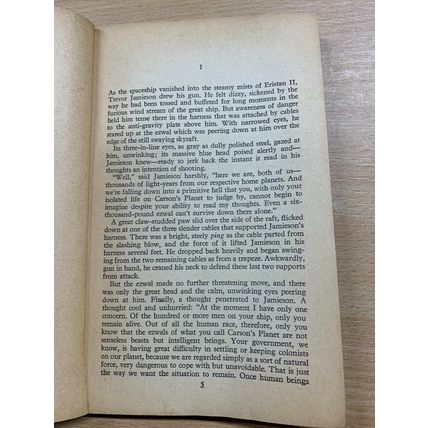 I
As the spaceship vanished into the steamy mists of Eristan II,
Trevor Jamieson drew his gun. He felt dizzy, sickened by the
way he had been tossed and buffeted for long moments in the
furious wind stream of the great ship. But awareness of danger
held him tense there in the harness that was attached by cables
to the anti-gravity plate above him. With narrowed eyes, he
stared up at the ezwal which was peering down at him over the
edge of the still swaying skyraft.
Its three-in-line eyes, as gray as dully polished steel, gazed at
him, unwinking; its massive blue head poised alertly and—
Jamieson knew—ready to jerk back the instant it read in his
thoughts an intention of shooting.
"Well," said Jamieson harshly, "here we are, both of us—
thousands of light-years from our respective home planets. And
we're falling down into a primitive hell that you, with only your
isolated life on Carson's Planet to judge by, cannot begin to
imagine despite your ability to read my thoughts. Even a six-
thousand-pound ezwal can't survive down there alone."
A great claw-studded paw slid over the side of the raft, flicked
down at one of the three slender cables that supported Jamieson's
harness. There was a bright, steely ping as the cable parted from
the slashing blow, and the force of it lifted Jamieson in his
harness several feet. He dropped back heavily and began swing-
ing from the two remaining cables as from a trapeze. Awkwardly,
gun in hand, he craned his neck to defend these last two supports
from attack.
But the ezwal made no further threatening move, and there
was only the great head and the calm, unwinking eyes peering
down at him. Finally, a thought penetrated to Jamieson. A
thought cool and unhurried: "At the moment I have only one
concern. Of the hundred or more men on your ship, only you
remain alive. Out of all the human race, therefore, only you
know that the ezwals of what you call Carson's Planet are not
senseless beasts but intelligent beings. Your government, we
know, is having great difficulty in settling or keeping colonists
on our planet, because we are regarded simply as a sort of natural
force, very dangerous to cope with but unavoidable. That is just
the way we want the situation to remain. Once human beings
5